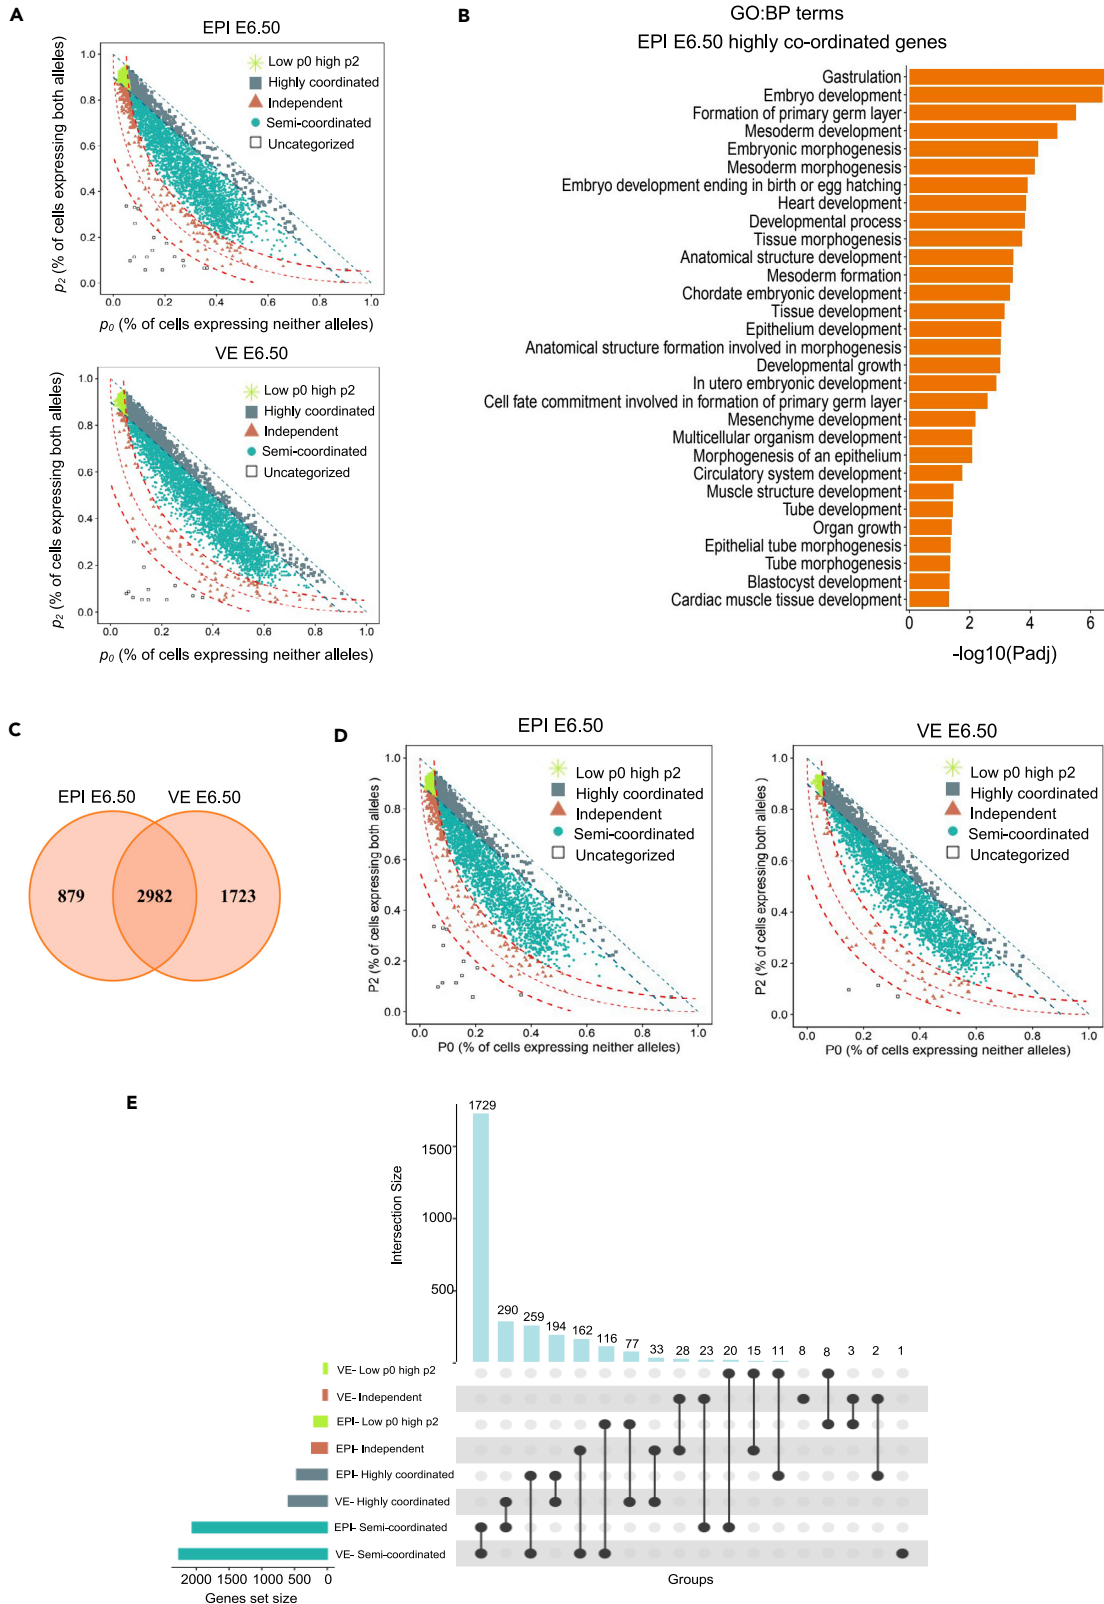 A
EPI E6.50
Low p0 high p2
Highly coordinated
Independent
Semi-coordinated
Uncategorized
1.0
0.8
0.6
0.4
0.2
0.0
p2 (% of cells expressing both alleles)
0.0 0.2 0.4 0.6 0.8 1.0
p0 (% of cells expressing neither alleles)
VE E6.50
Low p0 high p2
Highly coordinated
Independent
Semi-coordinated
Uncategorized
1.0
0.8
0.6
0.4
0.2
0.0
p2 (% of cells expressing both alleles)
0.0 0.2 0.4 0.6 0.8 1.0
p0 (% of cells expressing neither alleles)
B
GO:BP terms
EPI E6.50 highly co-ordinated genes
Gastrulation
Embryo development
Formation of primary germ layer
Mesoderm development
Embryonic morphogenesis
Mesoderm morphogenesis
Embryo development ending in birth or egg hatching
Heart development
Developmental process
Tissue morphogenesis
Anatomical structure development
Mesoderm formation
Chordate embryonic development
Tissue development
Epithelium development
Anatomical structure formation involved in morphogenesis
Developmental growth
In utero embryonic development
Cell fate commitment involved in formation of primary germ layer
Mesenchyme development
Multicellular organism development
Morphogenesis of an epithelium
Circulatory system development
Muscle structure development
Tube development
Organ growth
Epithelial tube morphogenesis
Tube morphogenesis
Blastocyst development
Cardiac muscle tissue development
0 2 4 6
-log10(Padj)
C
EPI E6.50 VE E6.50
879 2982 1723
D
EPI E6.50
Low p0 high p2
Highly coordinated
Independent
Semi-coordinated
Uncategorized
1.0
0.8
0.6
0.4
0.2
0.0
P2 (% of cells expressing both alleles )
0.0 0.2 0.4 0.6 0.8 1.0
P0 (% of cells expressing neither alleles)
VE E6.50
Low p0 high p2
Highly coordinated
Independent
Semi-coordinated
Uncategorized
1.0
0.8
0.6
0.4
0.2
0.0
P2 (% of cells expressing both alleles )
0.0 0.2 0.4 0.6 0.8 1.0
P0 (% of cells expressing neither alleles)
E
Intersection Size
1500
1000
500
1729 290 259 194 162 116 77 33 28 23 20 15 11 8 8 3 2 1
VE- Low p0 high p2
VE- Independent
EPI- Low p0 high p2
EPI- Independent
EPI- Highly coordinated
VE- Highly coordinated
EPI- Semi-coordinated
VE- Semi-coordinated
2000 1500 1000 500 0
Genes set size
Groups